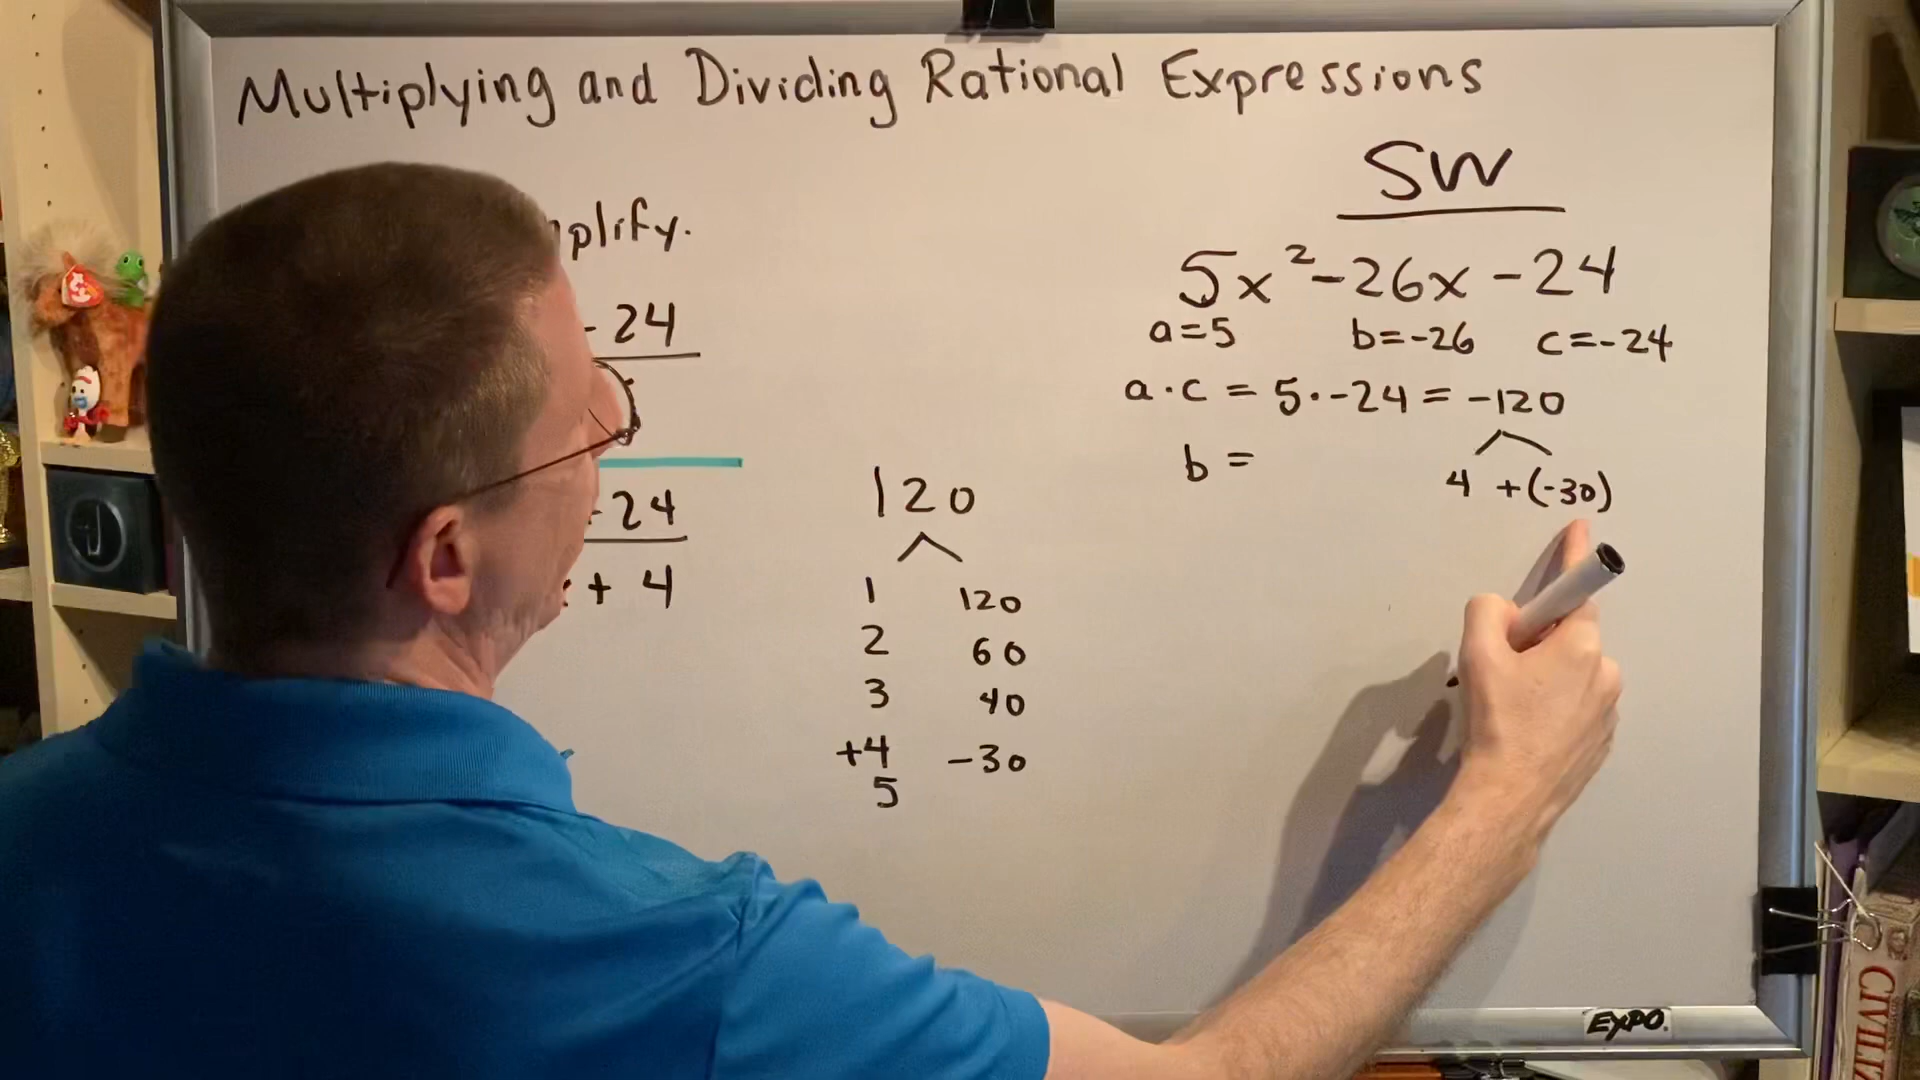 Multiplying and Dividing Rational Expressions
SW
plify.
- 24
24
+ 4
5x²-26x-24
a=5 b=-26 c=-24
a·c = 5·-24 = -120
b =
4 +(-30)
120
1 120
2 60
3 40
+4 -30
5
EXPO
CIVILIZ